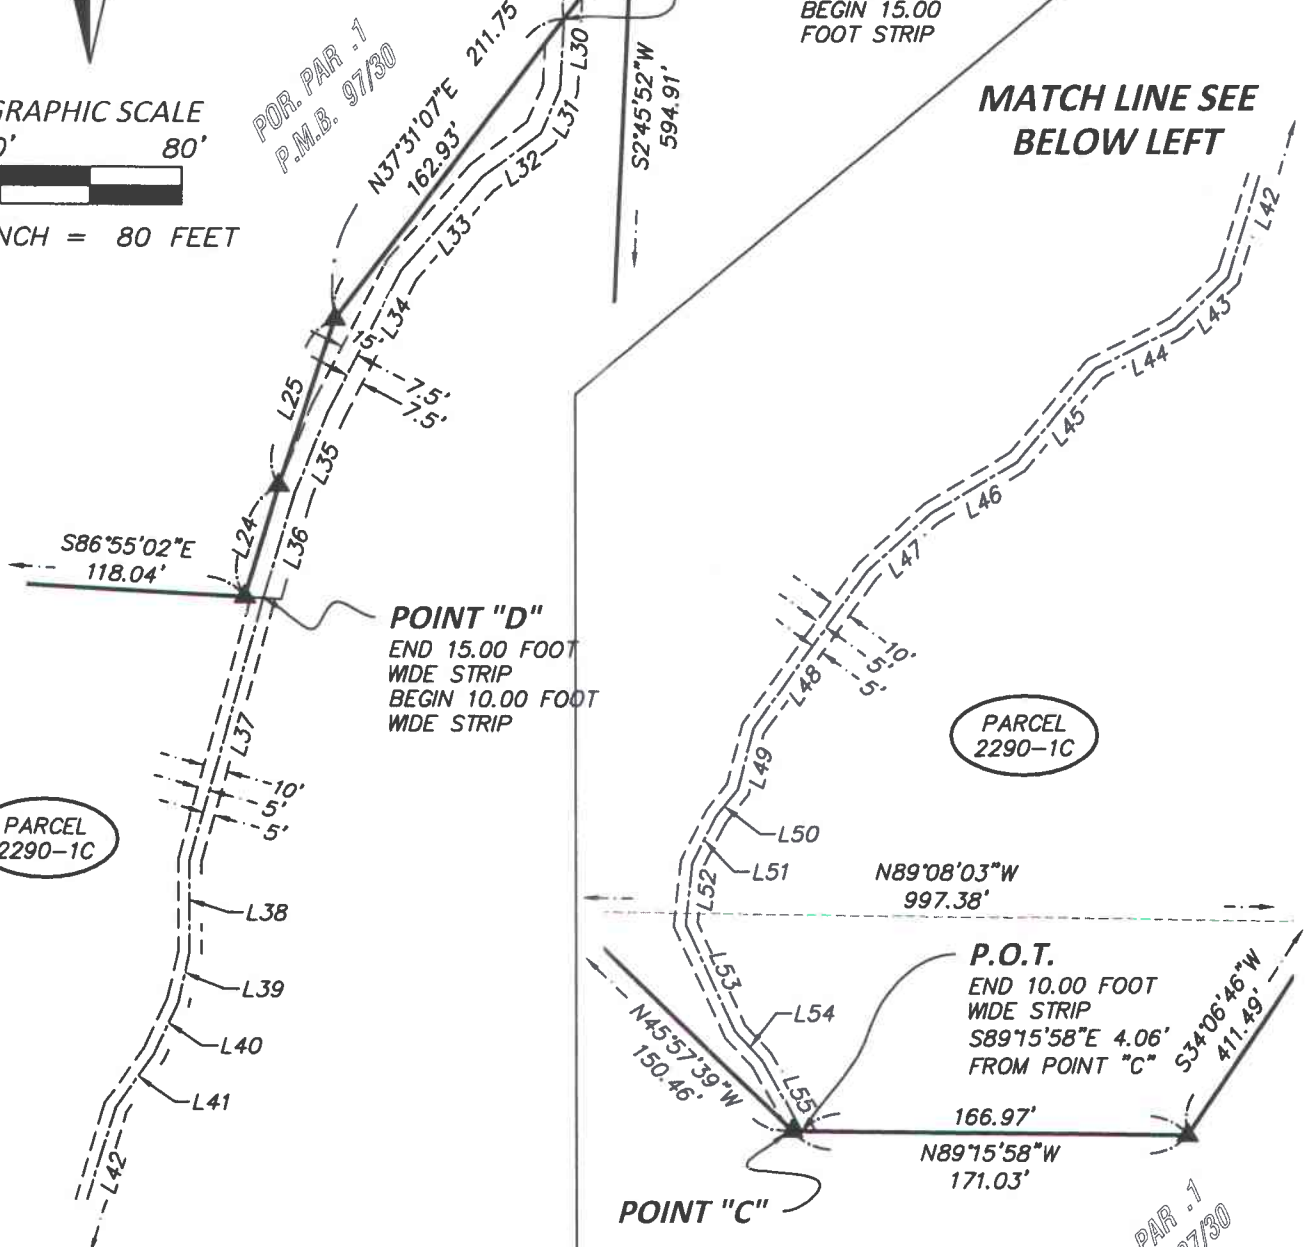 BEGIN 15.00
FOOT STRIP
MATCH LINE SEE
BELOW LEFT
GRAPHIC SCALE
80'
NCH = 80 FEET
POR. PAR .1
P.M.B. 97/30
N37°31'07"E 211.75
162.93'
S2°45'52"W
594.91'
L30
L31
L32
L33
L34
15'
7.5'
7.5'
L25
L35
L24
L36
S86°55'02"E
118.04'
POINT "D"
END 15.00 FOOT
WIDE STRIP
BEGIN 10.00 FOOT
WIDE STRIP
L37
10'
5'
5'
PARCEL
2290-1C
L38
L39
L40
L41
L42
L42
L43
L44
L45
L46
L47
10'
5'
5'
L48
PARCEL
2290-1C
L49
L50
L51
L52
N89°08'03"W
997.38'
L53
L54
L55
P.O.T.
END 10.00 FOOT
WIDE STRIP
S89°15'58"E 4.06'
FROM POINT "C"
S34°06'46"W
411.49'
N45°57'39"W
150.46'
166.97'
N89°15'58"W
171.03'
POINT "C"
PAR .1
97/30